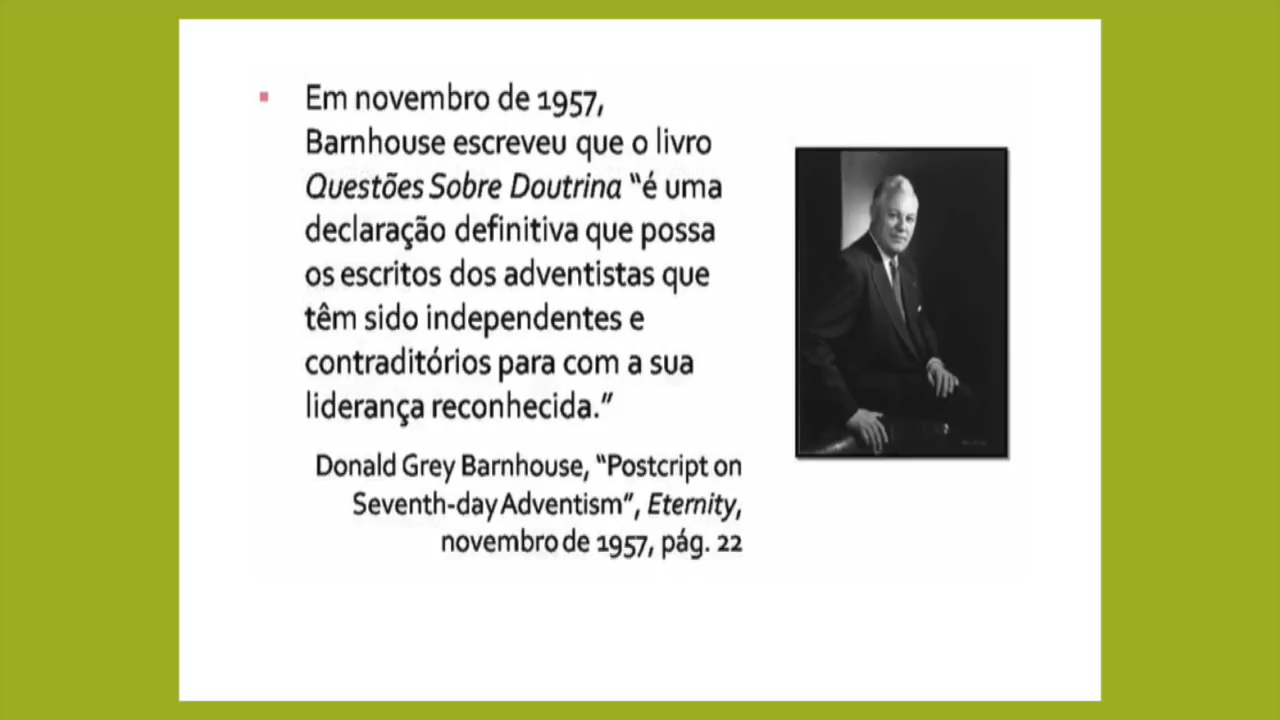 Em novembro de 1957,
Barnhouse escreveu que o livro
Questões Sobre Doutrina “é uma
declaração definitiva que possa
os escritos dos adventistas que
têm sido independentes e
contraditórios para com a sua
liderança reconhecida.”
Donald Grey Barnhouse, “Postcript on
Seventh-day Adventism”, Eternity,
novembro de 1957, pág. 22